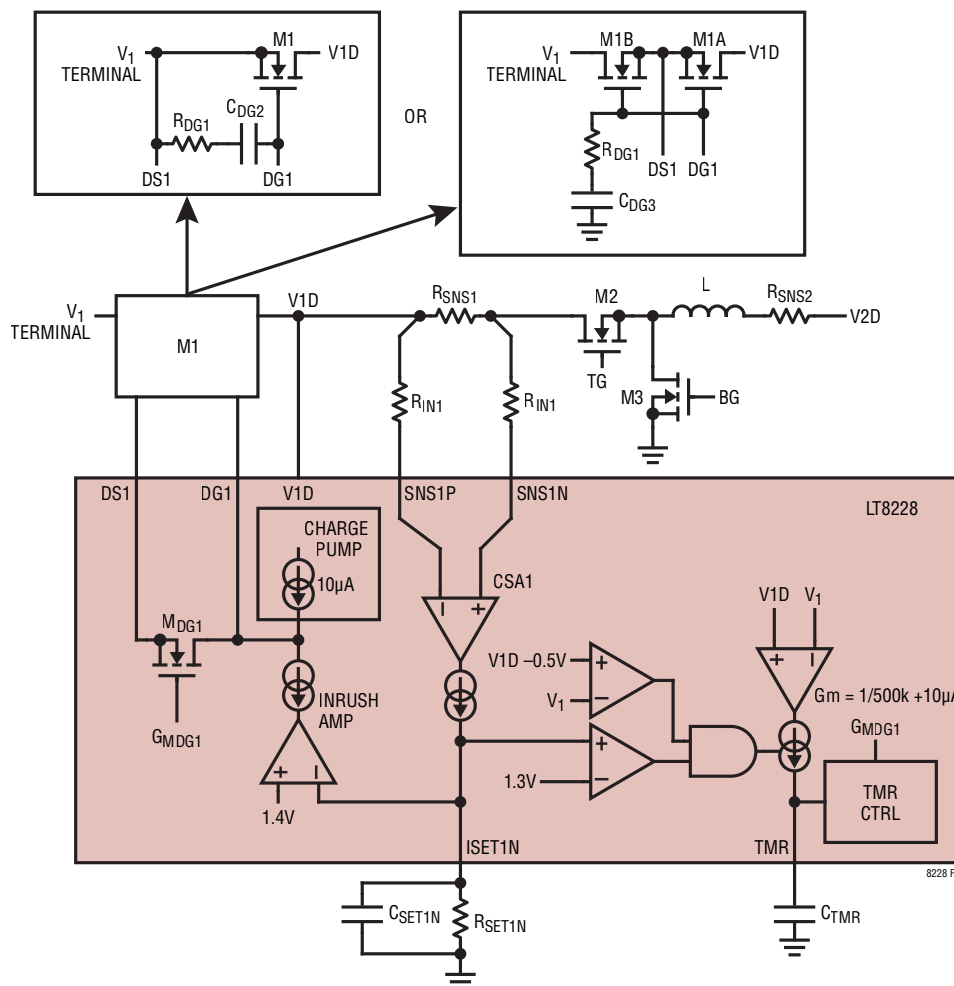 M1
V1
TERMINAL
V1D
CDG2
RDG1
DS1
DG1
OR
M1B
M1A
V1
TERMINAL
V1D
RDG1
DS1
DG1
CDG3
V1
TERMINAL
M1
V1D
RSNS1
M2
TG
L
RSNS2
V2D
RIN1
RIN1
M3
BG
DS1
DG1
V1D
SNS1P
SNS1N
LT8228
CHARGE
PUMP
10µA
CSA1
MDG1
GMDG1
INRUSH
AMP
+
–
1.4V
–
+
V1D –0.5V
V1
+
–
1.3V
+
–
V1D
V1
+
–
Gm = 1/500k +10µA
GMDG1
TMR
CTRL
ISET1N
TMR
8228 F
CSET1N
RSET1N
CTMR